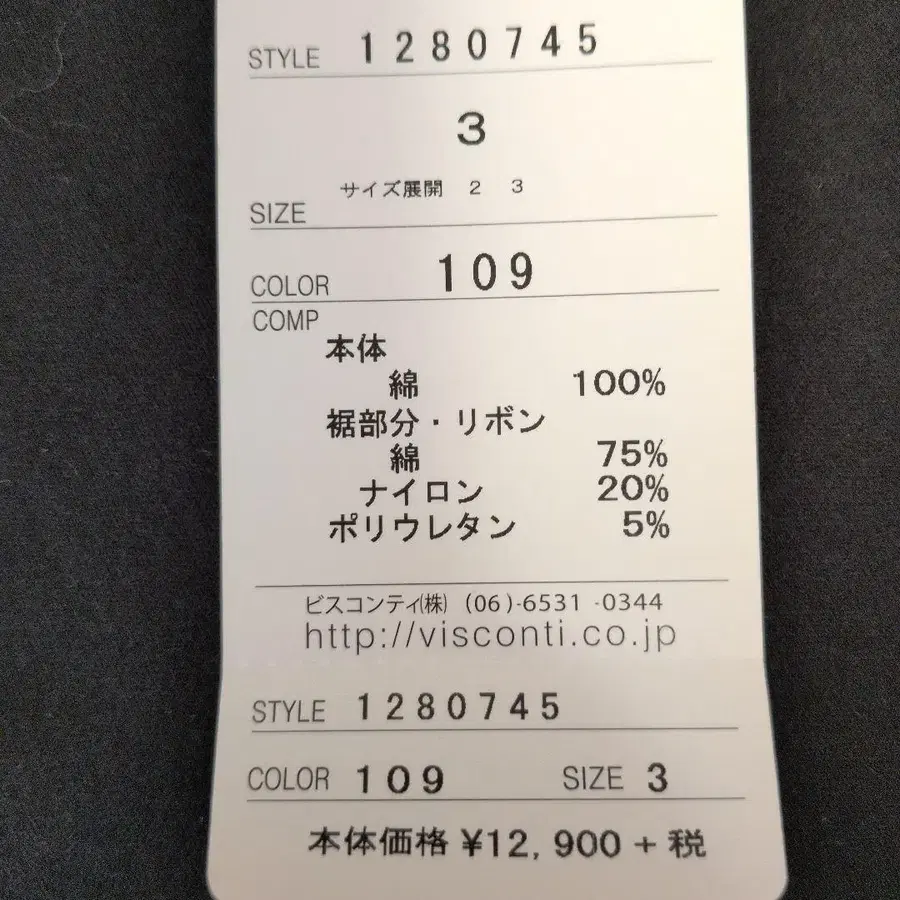 STYLE 1280745
3
サイズ展開 2 3
SIZE
COLOR 109
COMP
本体
綿 100%
裾部分・リボン
綿 75%
ナイロン 20%
ポリウレタン 5%
ビスコンティ㈱ (06)-6531-0344
http://visconti.co.jp
STYLE 1280745
COLOR 109 SIZE 3
本体価格 ¥12,900+税